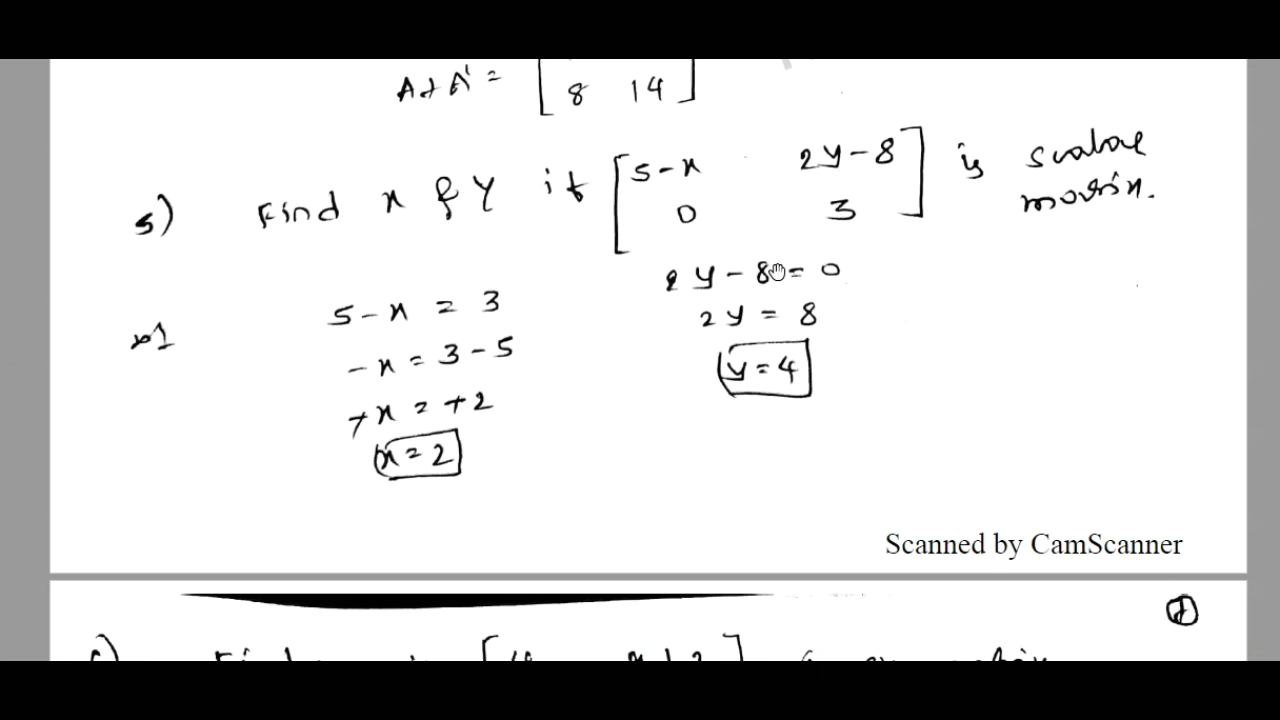 A+A' =
8 14
5) Find x & Y if [5-x 2y-8] is scalar
[0 3] matrix.
5-x = 3
-x = 3-5
+x = +2
x = 2
2y-8 = 0
2y = 8
y = 4
Scanned by CamScanner
7